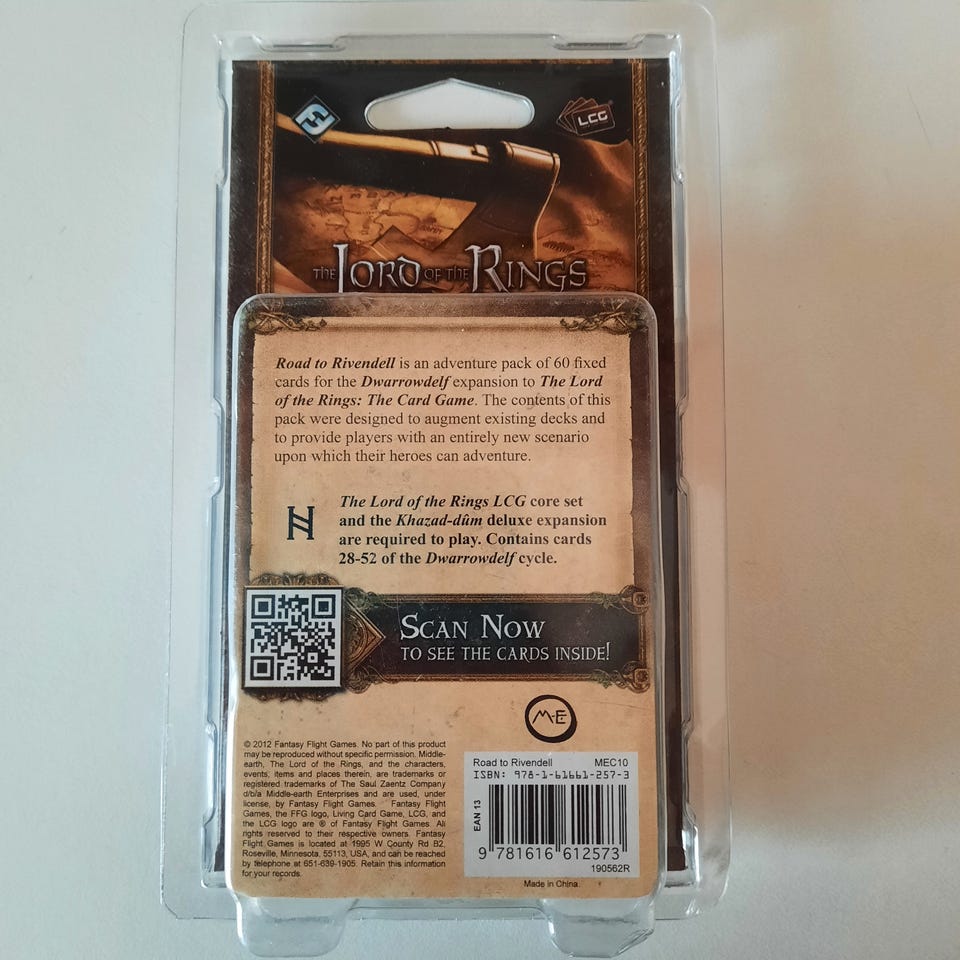 LCG
THE LORD OF THE RINGS
Road to Rivendell is an adventure pack of 60 fixed
cards for the Dwarrowdelf expansion to The Lord
of the Rings: The Card Game. The contents of this
pack were designed to augment existing decks and
to provide players with an entirely new scenario
upon which their heroes can adventure.
The Lord of the Rings LCG core set
and the Khazad-dûm deluxe expansion
are required to play. Contains cards
28-52 of the Dwarrowdelf cycle.
SCAN NOW
TO SEE THE CARDS INSIDE!
M-E
© 2012 Fantasy Flight Games. No part of this product
may be reproduced without specific permission. Middle-
earth, The Lord of the Rings, and the characters,
events, items and places therein, are trademarks or
registered trademarks of The Saul Zaentz Company
d/b/a Middle-earth Enterprises and are used, under
license, by Fantasy Flight Games. Fantasy Flight
Games, the FFG logo, Living Card Game, LCG, and
the LCG logo are ® of Fantasy Flight Games. All
rights reserved to their respective owners. Fantasy
Flight Games is located at 1995 W County Rd B2,
Roseville, Minnesota, 55113, USA, and can be reached
by telephone at 651-639-1905. Retain this information
for your records.
Road to Rivendell MEC10
ISBN: 978-1-61661-257-3
EAN 13
9 781616 612573
190562R
Made in China.